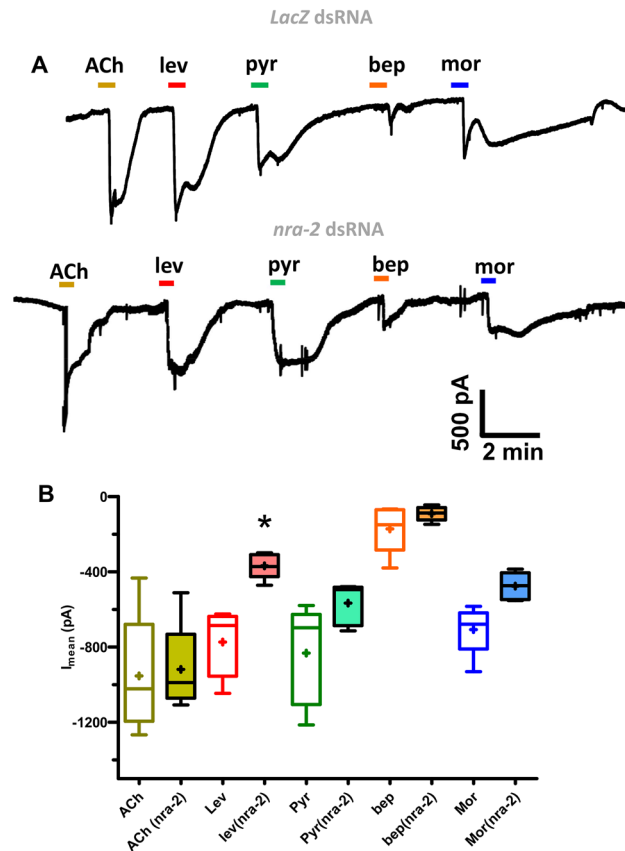 LacZ dsRNA
A
ACh lev pyr bep mor
nra-2 dsRNA
ACh lev pyr bep mor
500 pA
2 min
B
*
0
-400
-800
-1200
Imean (pA)
ACh
ACh (nra-2)
Lev
lev(nra-2)
Pyr
Pyr(nra-2)
bep
bep(nra-2)
Mor
Mor(nra-2)